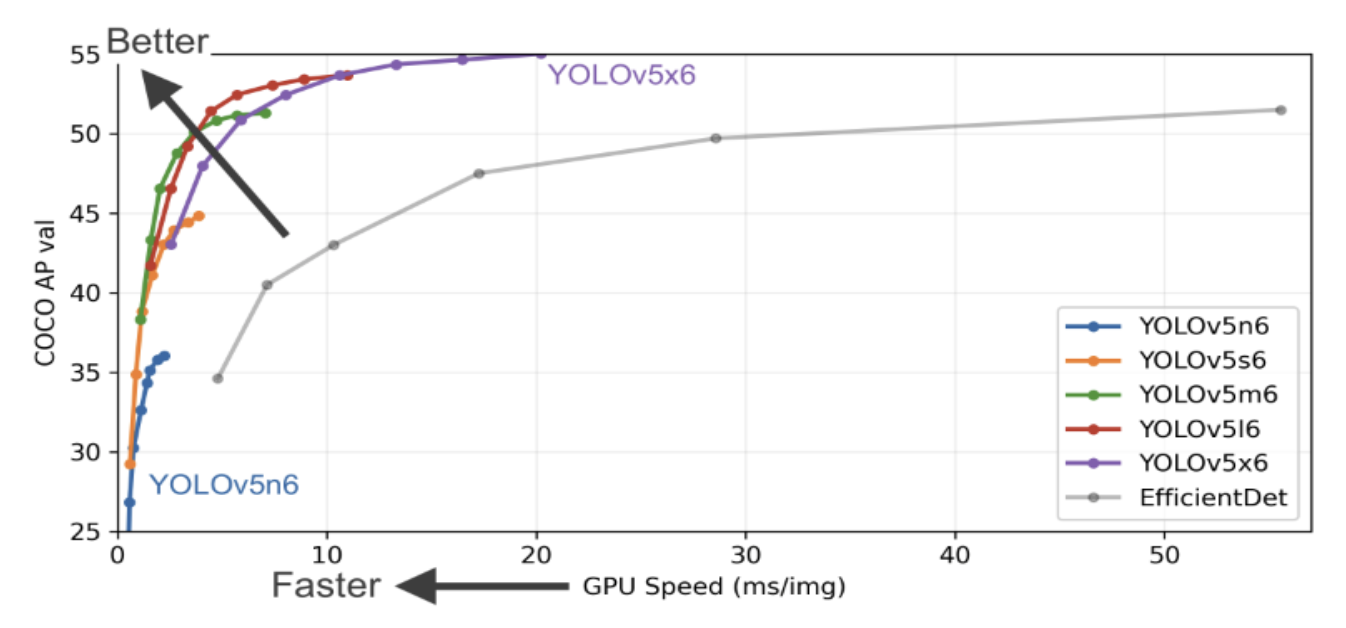 Better
55
50
45
40
35
30
25
COCO AP val
YOLOv5x6
YOLOv5n6
YOLOv5n6
YOLOv5s6
YOLOv5m6
YOLOv5l6
YOLOv5x6
EfficientDet
0 10 20 30 40 50
Faster GPU Speed (ms/img)